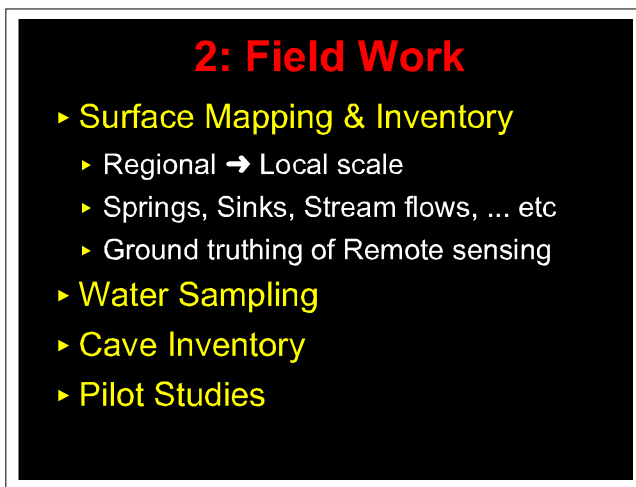 2: Field Work
▸ Surface Mapping & Inventory
▸ Regional ➜ Local scale
▸ Springs, Sinks, Stream flows, ... etc
▸ Ground truthing of Remote sensing
▸ Water Sampling
▸ Cave Inventory
▸ Pilot Studies